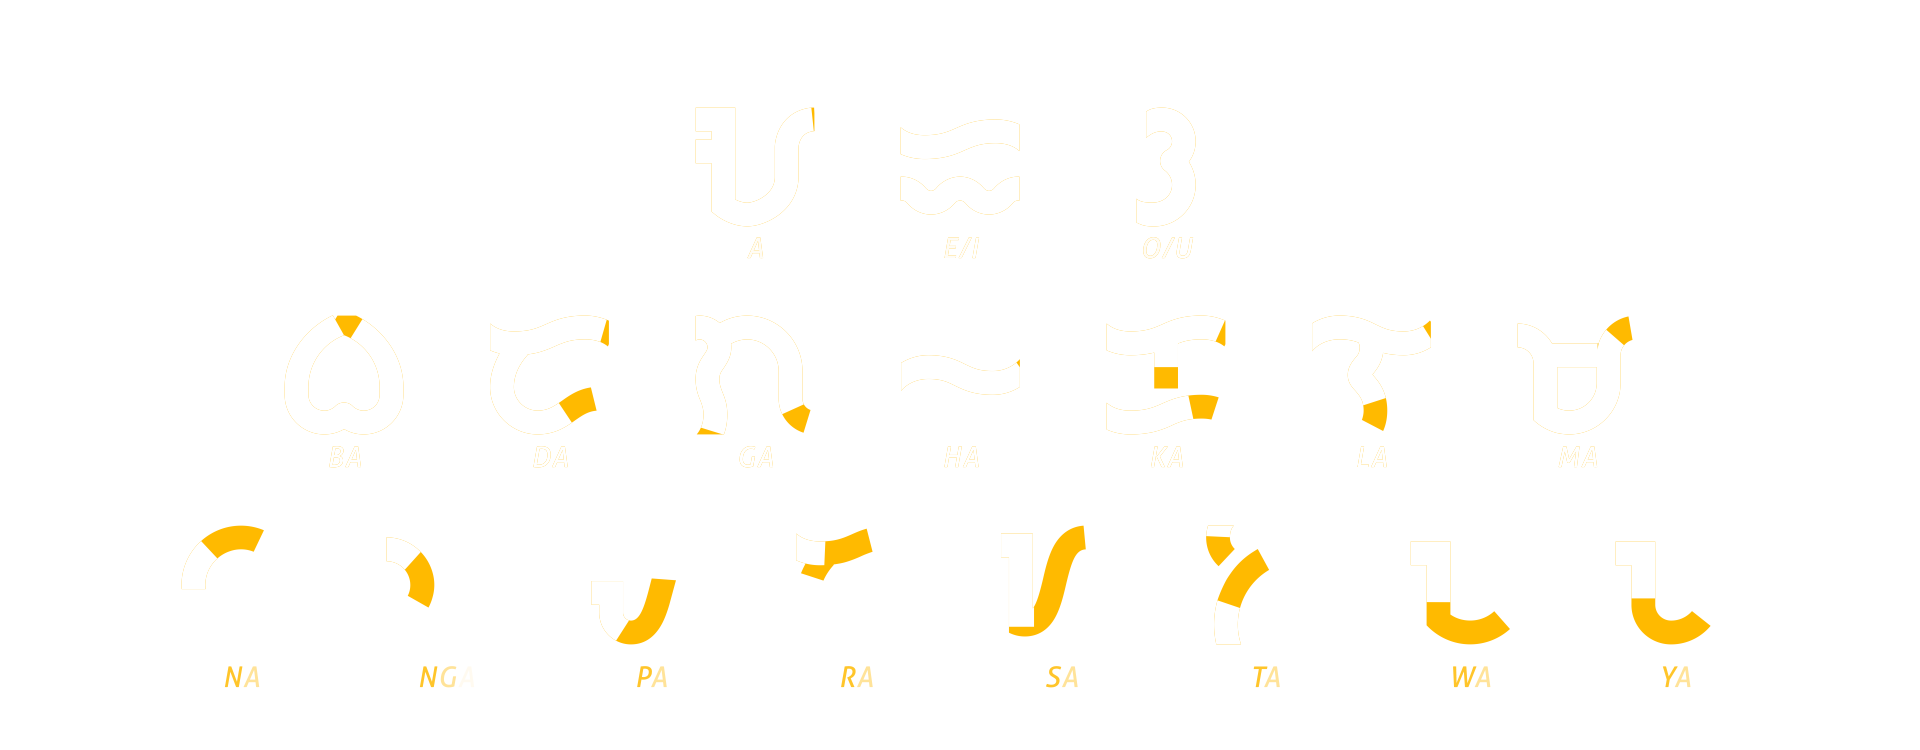 ᜀ ᜁ ᜂ
A E/I O/U
ᜊ ᜇ ᜄ ᜑ ᜃ ᜎ ᜋ
BA DA GA HA KA LA MA
NA NGA PA RA SA TA WA YA